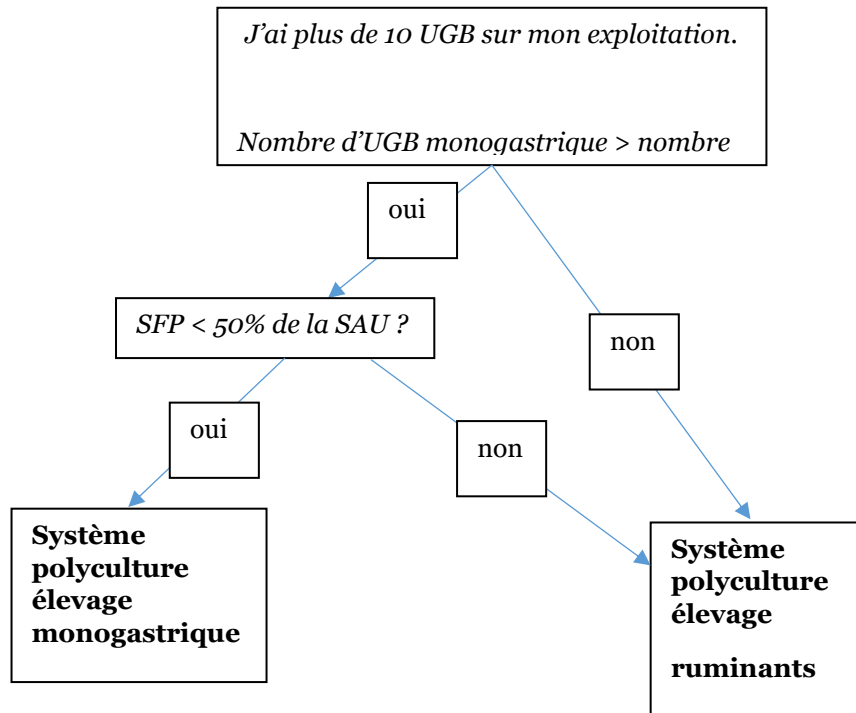 J'ai plus de 10 UGB sur mon exploitation.
Nombre d'UGB monogastrique > nombre
oui
SFP < 50% de la SAU ?
non
oui
non
Système
polyculture
élevage
monogastrique
Système
polyculture
élevage
ruminants